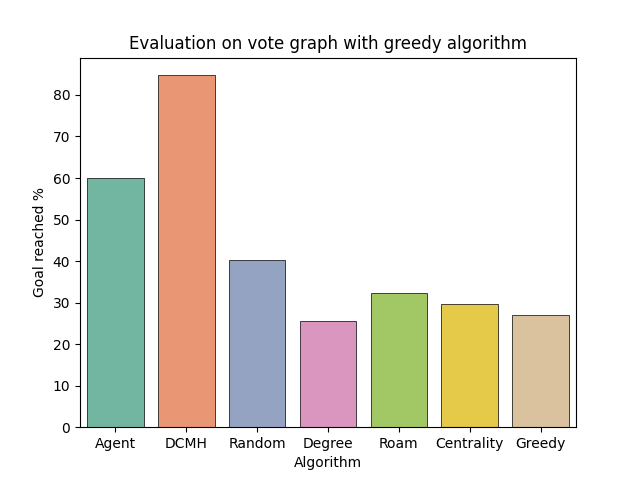 Evaluation on vote graph with greedy algorithm
Goal reached %
80
70
60
50
40
30
20
10
0
Agent DCMH Random Degree Roam Centrality Greedy
Algorithm